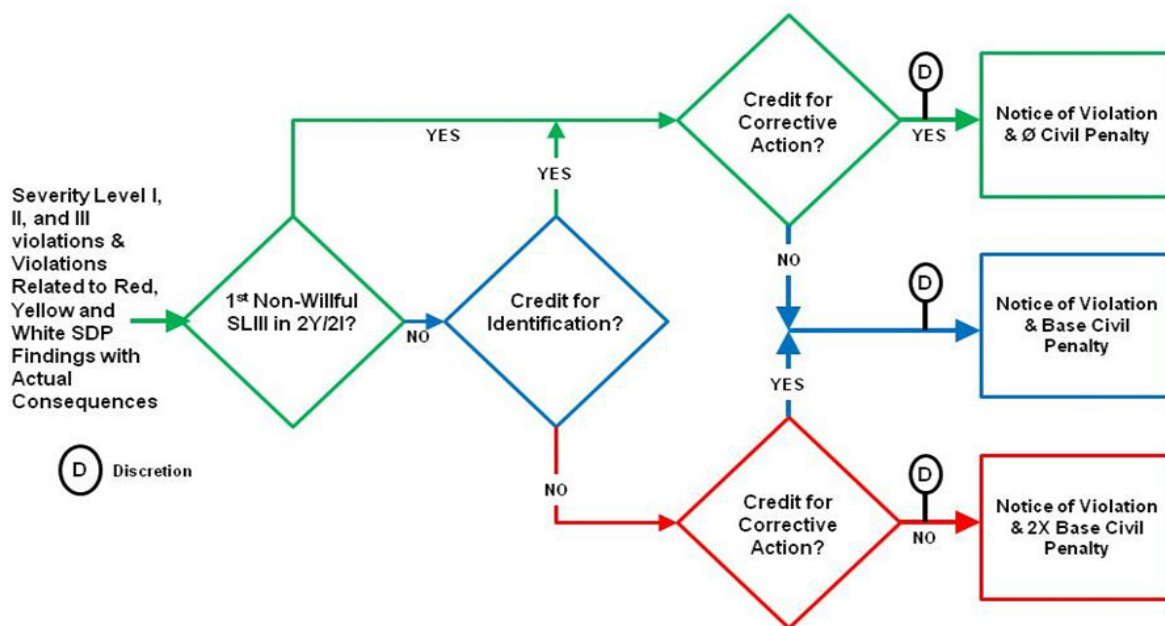 Severity Level I,
II, and III
violations &
Violations
Related to Red,
Yellow and
White SDP
Findings with
Actual
Consequences
D Discretion
1st Non-Willful
SLIII in 2Y/2I?
YES
NO
Credit for
Identification?
YES
NO
Credit for
Corrective
Action?
D
YES
NO
Notice of Violation
& Ø Civil Penalty
D
Notice of Violation
& Base Civil
Penalty
Credit for
Corrective
Action?
YES
D
NO
Notice of Violation
& 2X Base Civil
Penalty